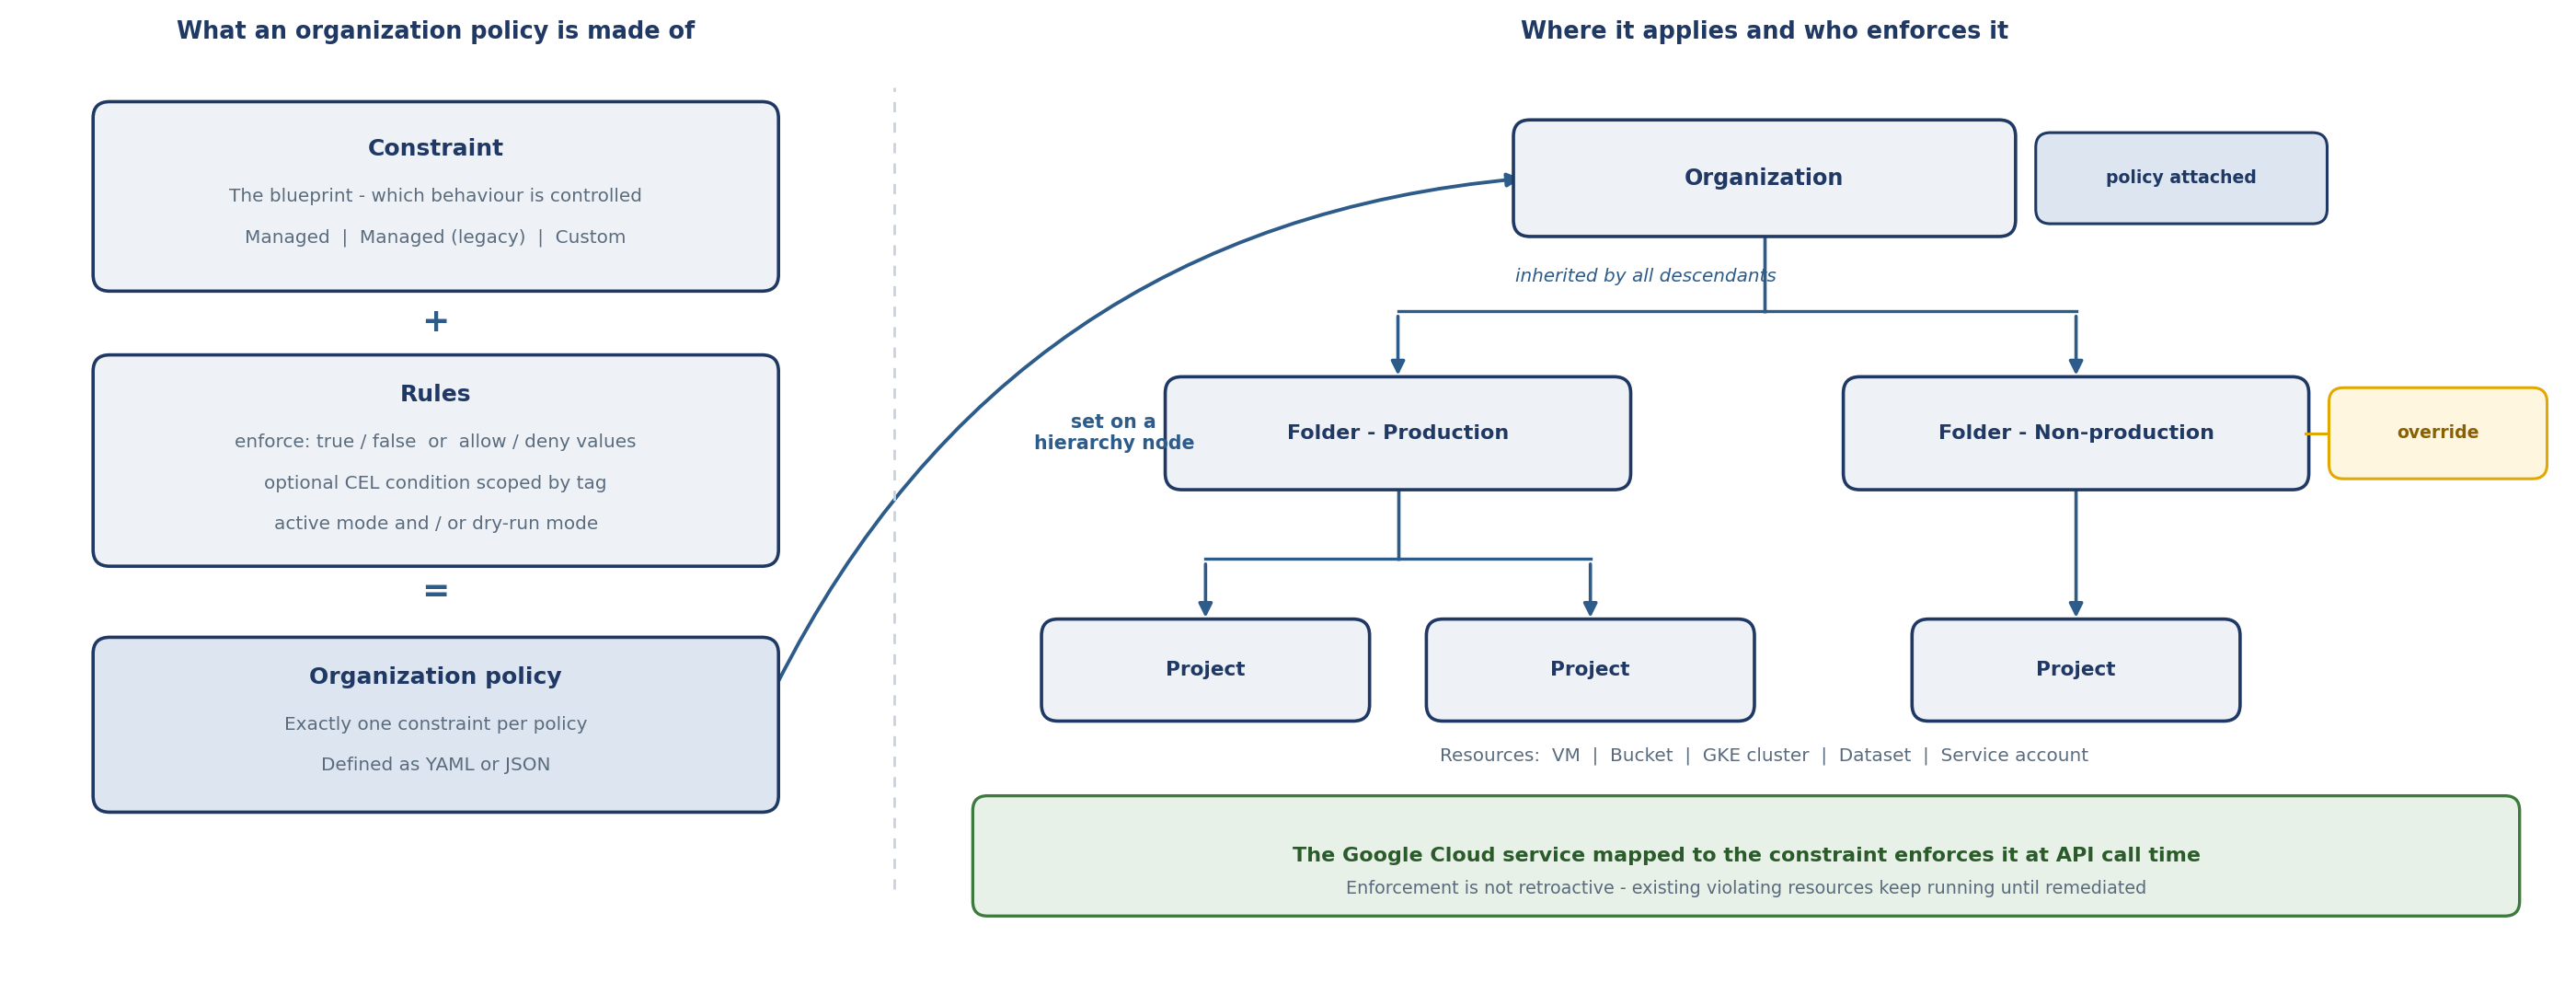 What an organization policy is made of
Constraint
The blueprint - which behaviour is controlled
Managed | Managed (legacy) | Custom
+
Rules
enforce: true / false or allow / deny values
optional CEL condition scoped by tag
active mode and / or dry-run mode
=
Organization policy
Exactly one constraint per policy
Defined as YAML or JSON
Where it applies and who enforces it
Organization
policy attached
inherited by all descendants
set on a
hierarchy node
Folder - Production
Folder - Non-production
override
Project
Project
Project
Resources: VM | Bucket | GKE cluster | Dataset | Service account
The Google Cloud service mapped to the constraint enforces it at API call time
Enforcement is not retroactive - existing violating resources keep running until remediated